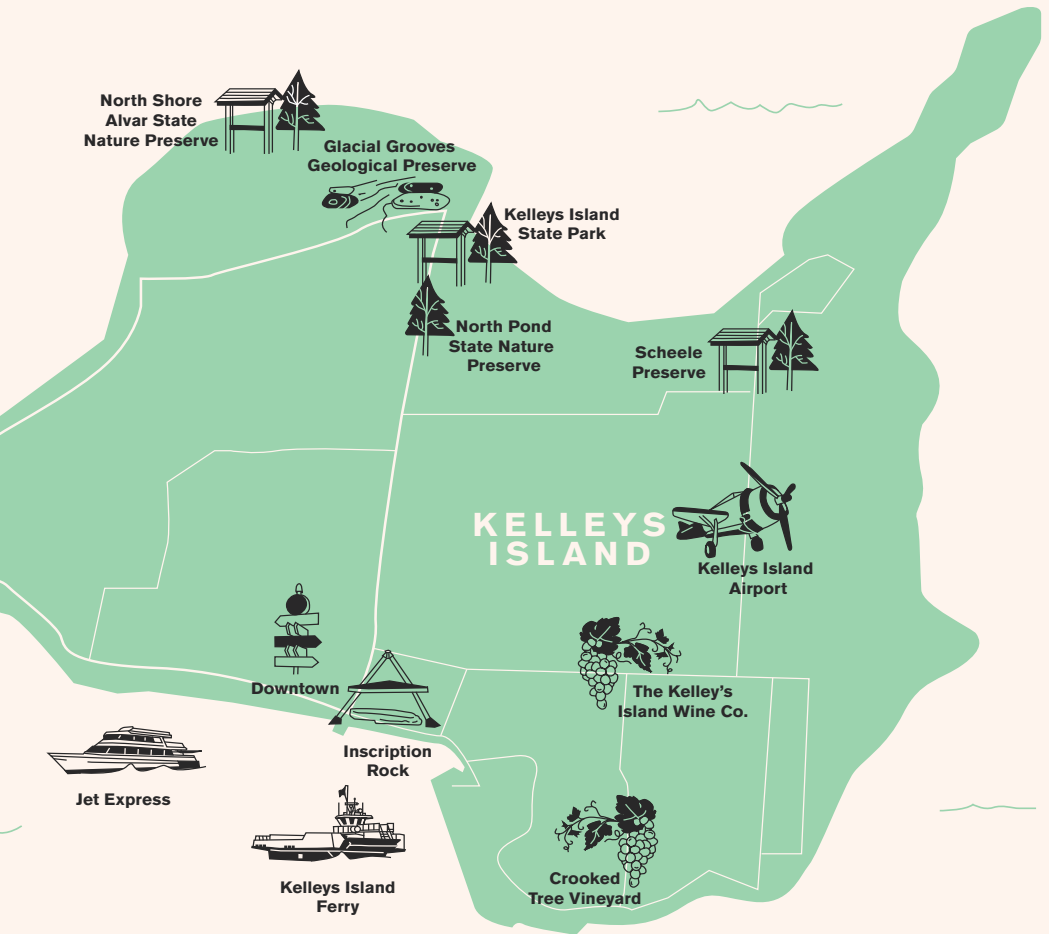 North Shore
Alvar State
Nature Preserve
Glacial Grooves
Geological Preserve
Kelleys Island
State Park
North Pond
State Nature
Preserve
Scheele
Preserve
KELLEYS
ISLAND
Kelleys Island
Airport
Downtown
The Kelley's
Island Wine Co.
Inscription
Rock
Jet Express
Kelleys Island
Ferry
Crooked
Tree Vineyard